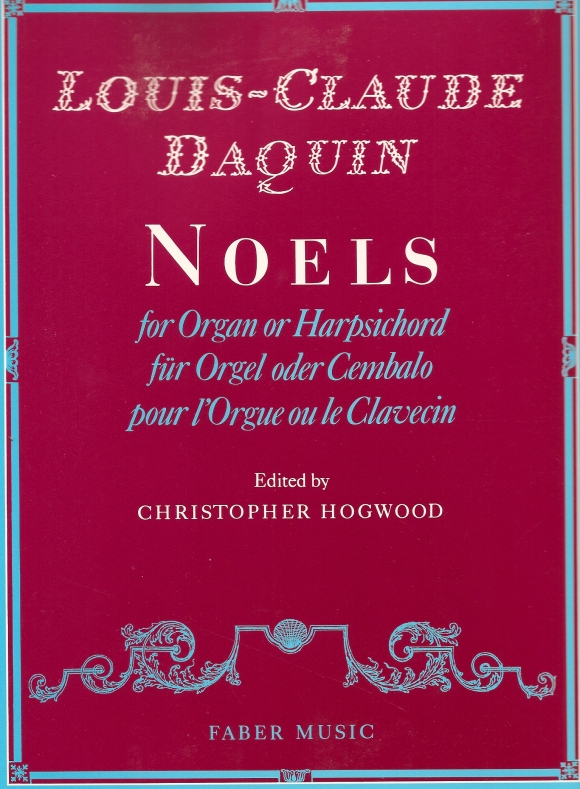 LOUIS-CLAUDE
DAQUIN
NOELS
for Organ or Harpsichord
für Orgel oder Cembalo
pour l'Orgue ou le Clavecin
Edited by
CHRISTOPHER HOGWOOD
FABER MUSIC